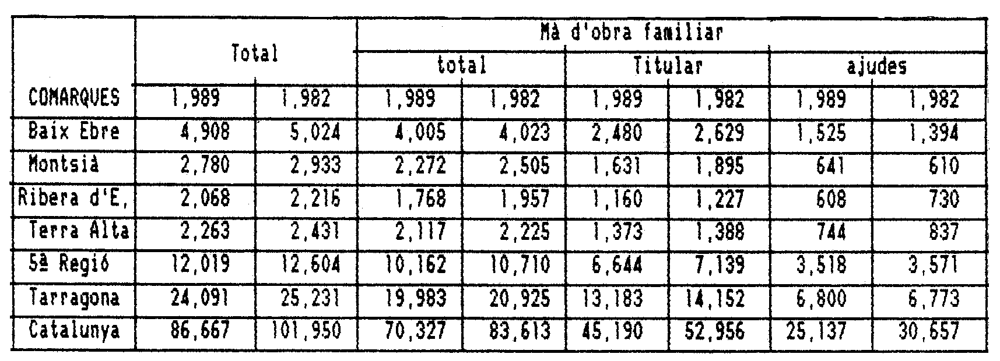 Mà d'obra familiar
Total
total Titular ajudes
COMARQUES 1,989 1,982 1,989 1,982 1,989 1,982 1,989 1,982
Baix Ebre 4,908 5,024 4,005 4,023 2,480 2,629 1,525 1,394
Montsià 2,780 2,933 2,272 2,505 1,631 1,895 641 610
Ribera d'E, 2,068 2,216 1,768 1,957 1,160 1,227 608 730
Terra Alta 2,263 2,431 2,117 2,225 1,373 1,388 744 837
5ª Regió 12,019 12,604 10,162 10,710 6,644 7,139 3,518 3,571
Tarragona 24,091 25,231 19,983 20,925 13,183 14,152 6,800 6,773
Catalunya 86,667 101,950 70,327 83,613 45,190 52,956 25,137 30,657